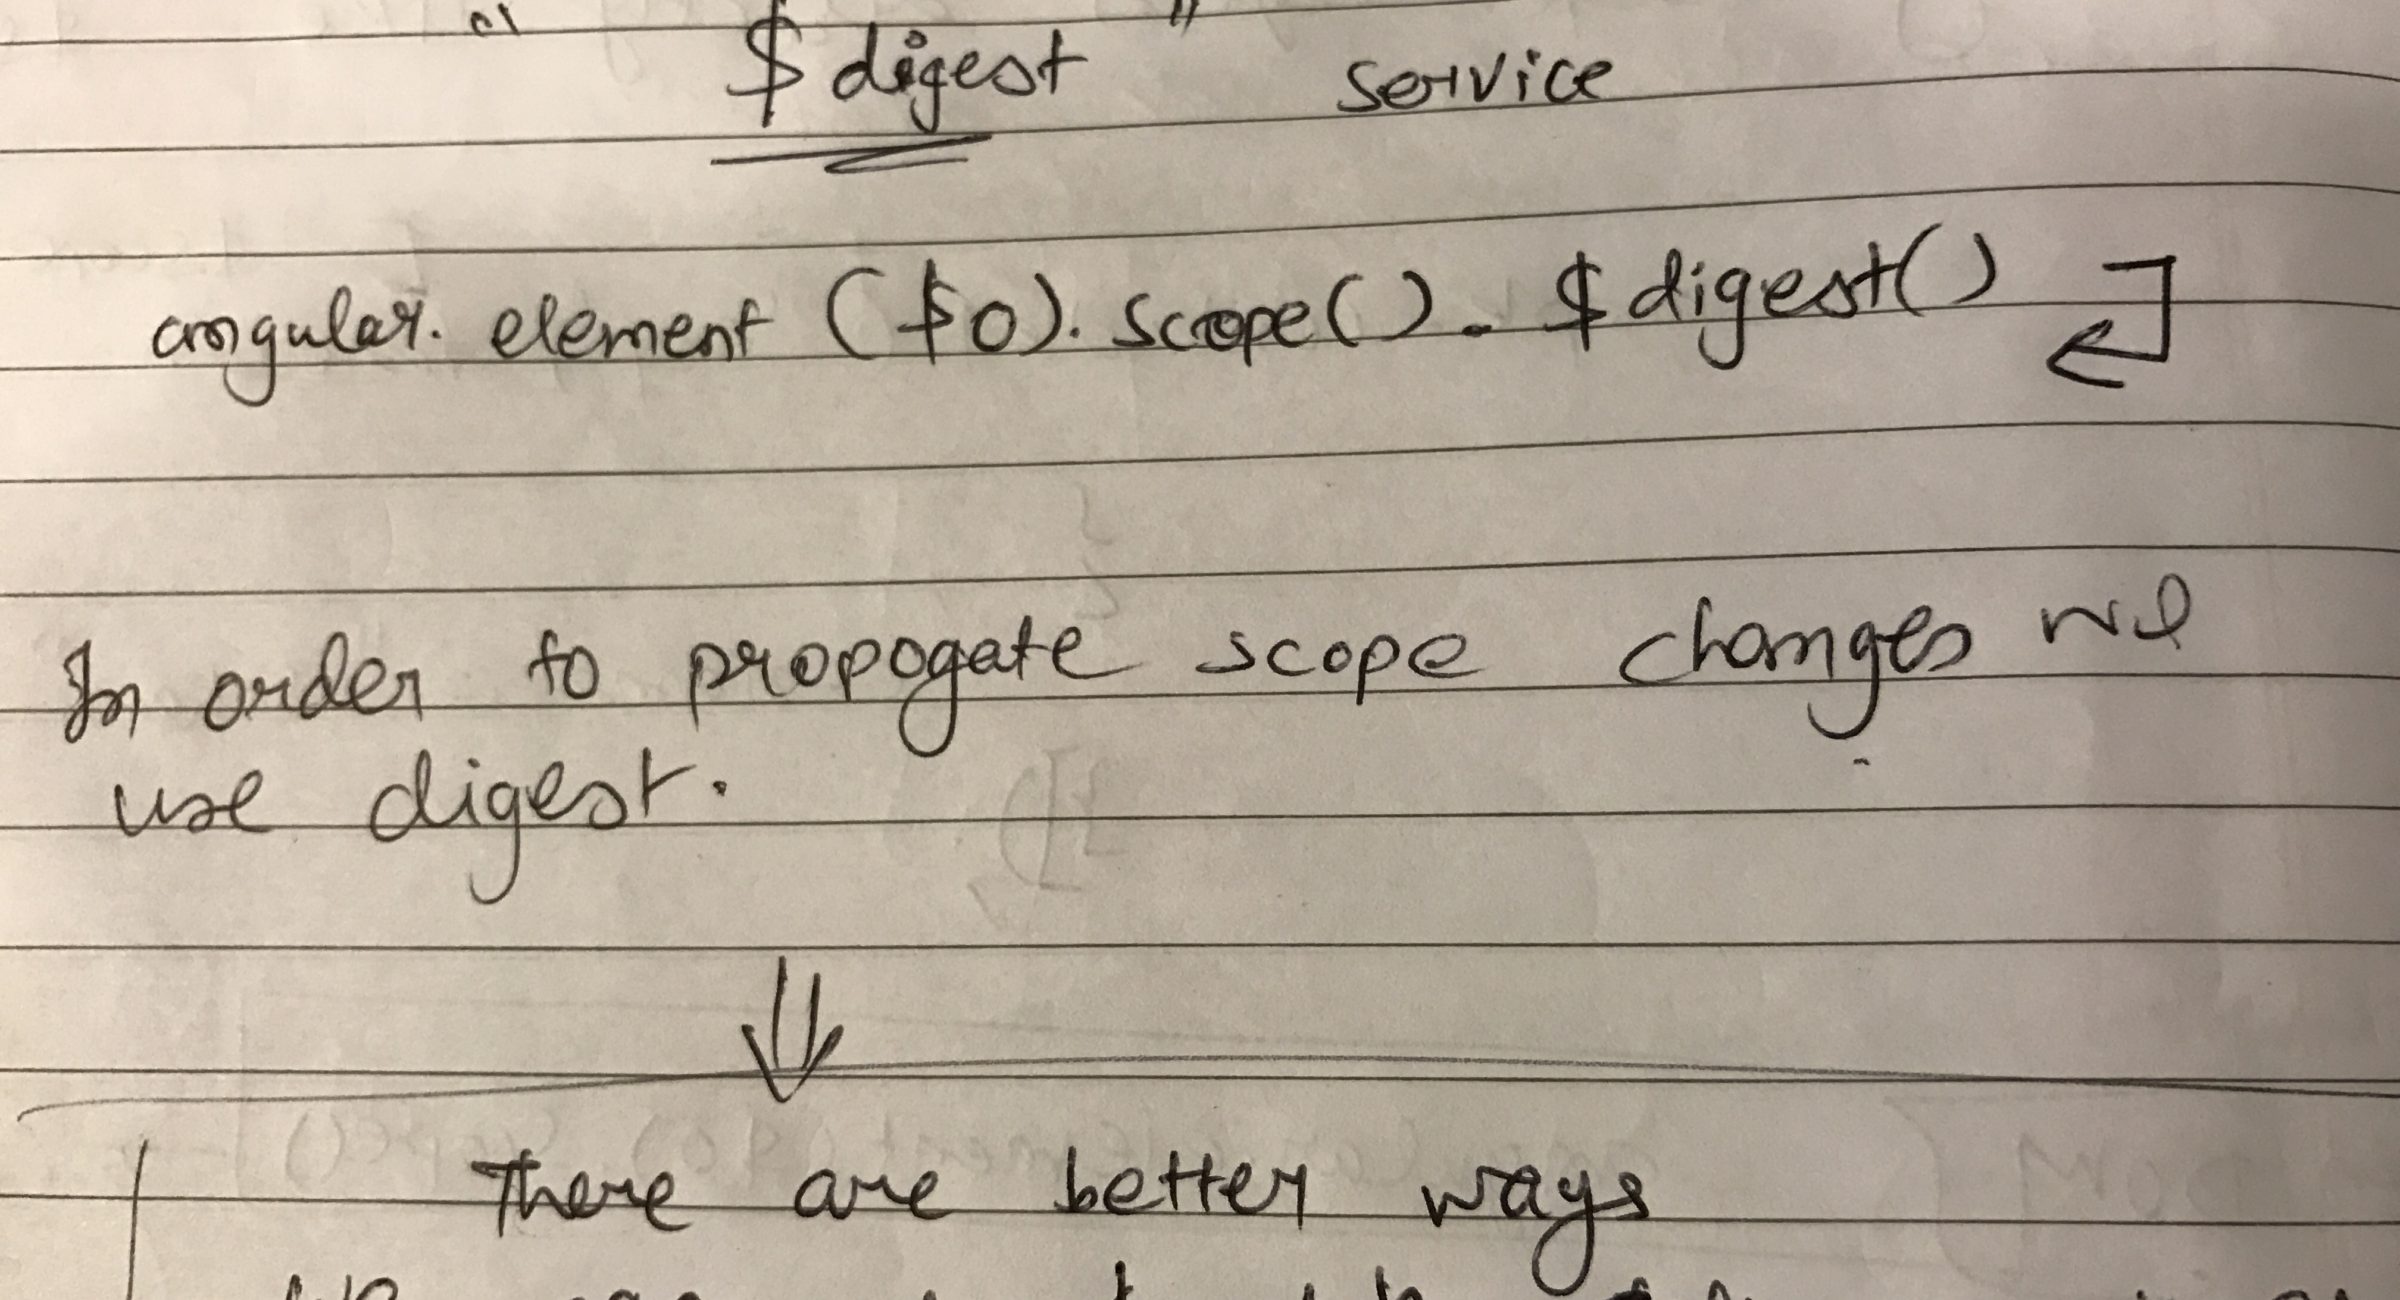 $digest " service
angular. element ($0). scope(). $digest()
In order to propogate scope changes we
use digest.
There are better ways